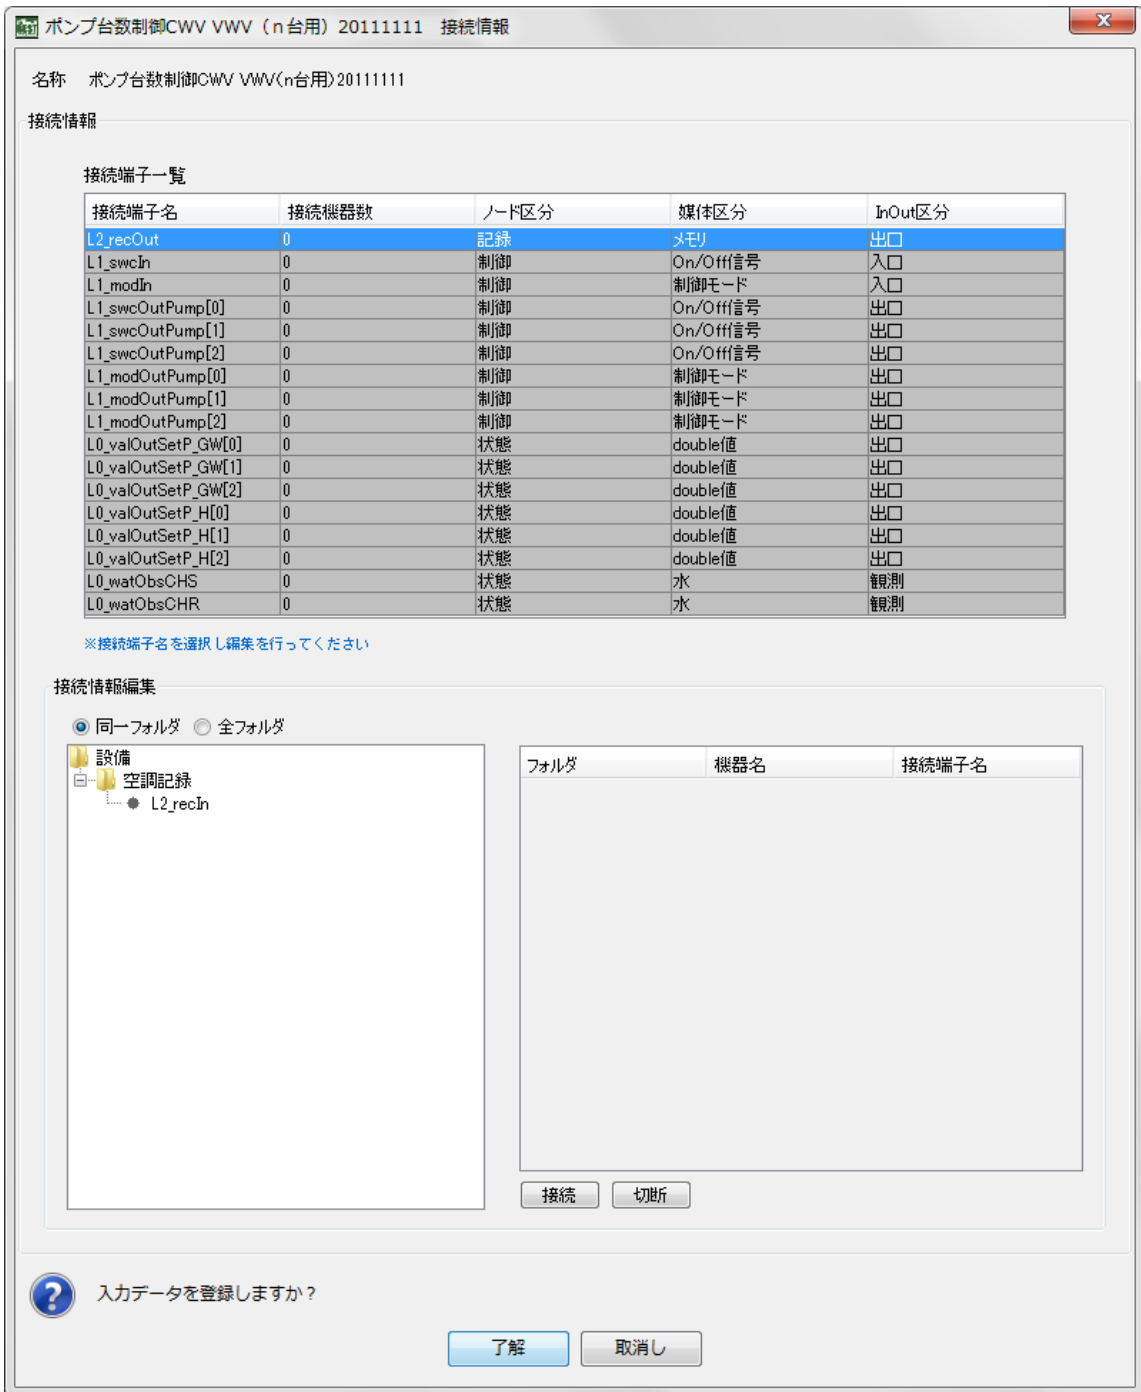 ポンプ台数制御CWV VWV（ｎ台用）20111111　接続情報
名称　ポンプ台数制御CWV VWV(n台用)20111111
接続情報
接続端子一覧
接続端子名 接続機器数 ノード区分 媒体区分 InOut区分
L2_recOut 0 記録 メモリ 出口
L1_swcIn 0 制御 On/Off信号 入口
L1_modIn 0 制御 制御モード 入口
L1_swcOutPump[0] 0 制御 On/Off信号 出口
L1_swcOutPump[1] 0 制御 On/Off信号 出口
L1_swcOutPump[2] 0 制御 On/Off信号 出口
L1_modOutPump[0] 0 制御 制御モード 出口
L1_modOutPump[1] 0 制御 制御モード 出口
L1_modOutPump[2] 0 制御 制御モード 出口
L0_valOutSetP_GW[0] 0 状態 double値 出口
L0_valOutSetP_GW[1] 0 状態 double値 出口
L0_valOutSetP_GW[2] 0 状態 double値 出口
L0_valOutSetP_H[0] 0 状態 double値 出口
L0_valOutSetP_H[1] 0 状態 double値 出口
L0_valOutSetP_H[2] 0 状態 double値 出口
L0_watObsCHS 0 状態 水 観測
L0_watObsCHR 0 状態 水 観測
※接続端子名を選択し編集を行ってください
接続情報編集
同一フォルダ 全フォルダ
設備
空調記録
L2_recIn
フォルダ 機器名 接続端子名
接続 切断
入力データを登録しますか？
了解 取消し